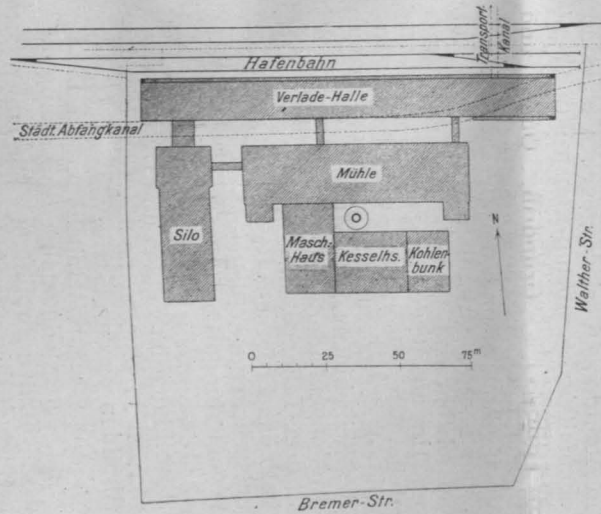 Transport-
Kanal
Hafenbahn
Verlade-Halle
Städt. Abfangkanal
Mühle
Silo
Masch.-
Haus
Kesselhs.
Kohlen-
bunk
N
Walther-Str.
0 25 50 75 m
Bremer-Str.